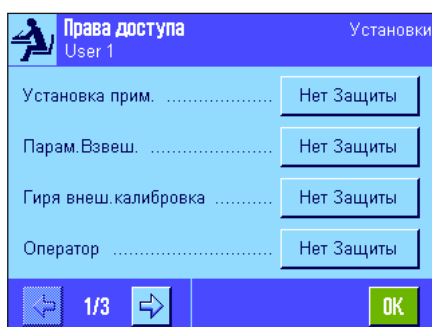 Права доступа
Установки
User 1
Установка прим. .................... Нет Защиты
Парам.Взвеш. ....................... Нет Защиты
Гиря внеш.калибровка .......... Нет Защиты
Оператор ............................. Нет Защиты
1/3
OK